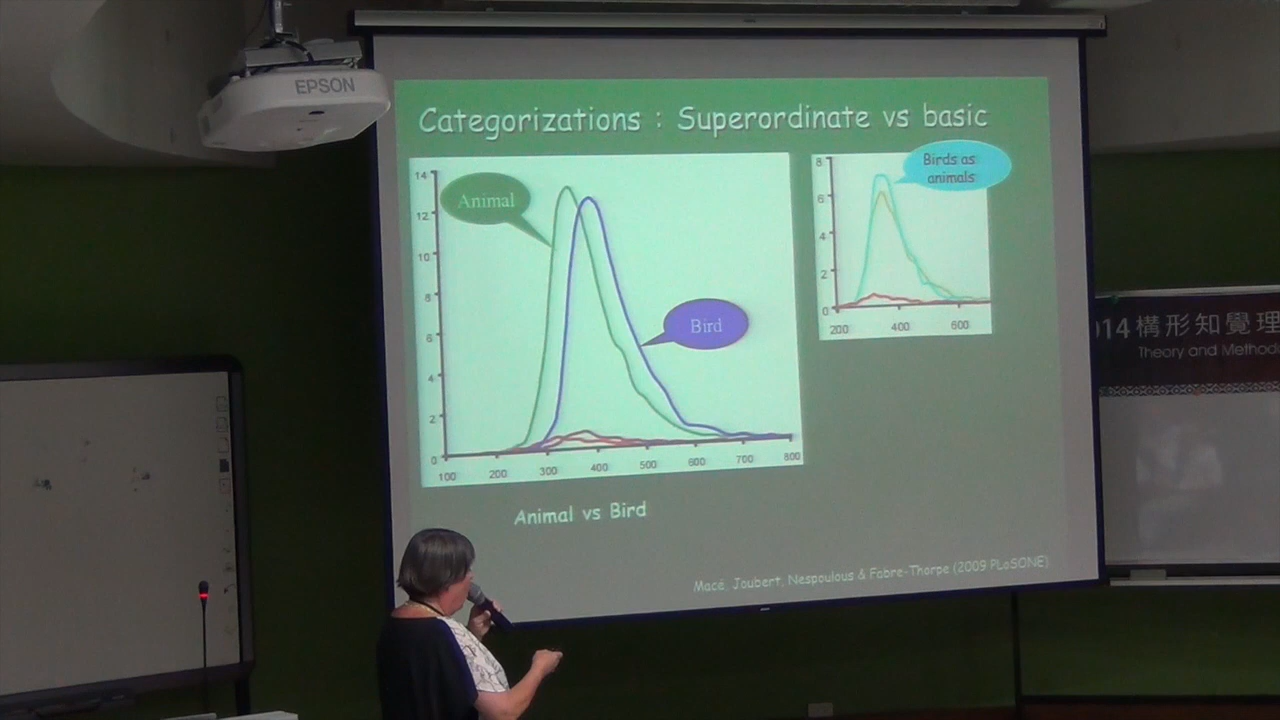 EPSON
Categorizations : Superordinate vs basic
14
12
10
8
6
4
2
0
100 200 300 400 500 600 700 800
Animal
Bird
8
6
4
2
0
200 400 600
Birds as
animals
Animal vs Bird
Macé, Joubert, Nespoulous & Fabre-Thorpe (2009 PLoSONE)
014 構形知覺理
Theory and Methodo